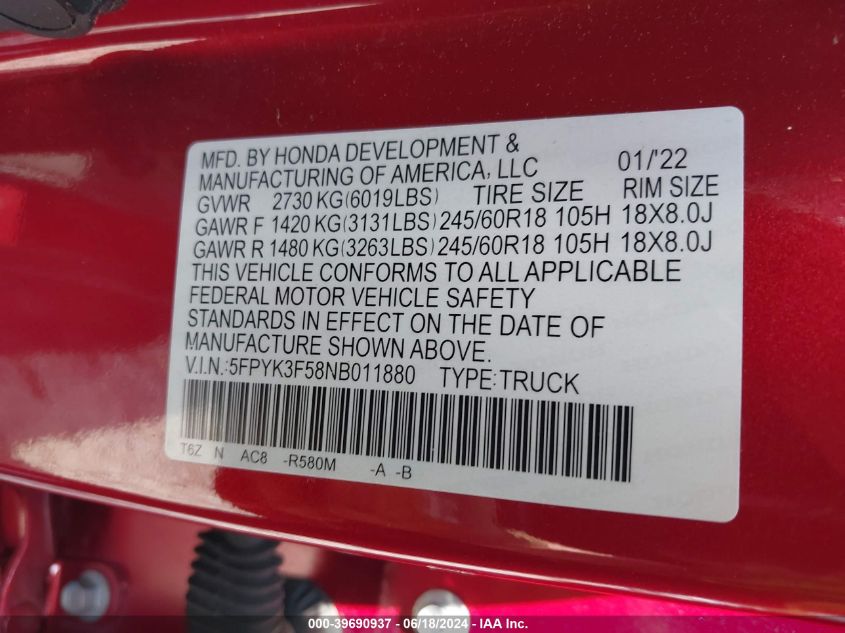 MFD. BY HONDA DEVELOPMENT &
MANUFACTURING OF AMERICA, LLC 01/'22
GVWR 2730 KG(6019LBS) TIRE SIZE RIM SIZE
GAWR F 1420 KG(3131LBS) 245/60R18 105H 18X8.0J
GAWR R 1480 KG(3263LBS) 245/60R18 105H 18X8.0J
THIS VEHICLE CONFORMS TO ALL APPLICABLE
FEDERAL MOTOR VEHICLE SAFETY
STANDARDS IN EFFECT ON THE DATE OF
MANUFACTURE SHOWN ABOVE.
V.I.N.:5FPYK3F58NB011880 TYPE:TRUCK
T6Z N AC8 -R580M -A -B
000-39690937 - 06/18/2024 - IAA Inc.